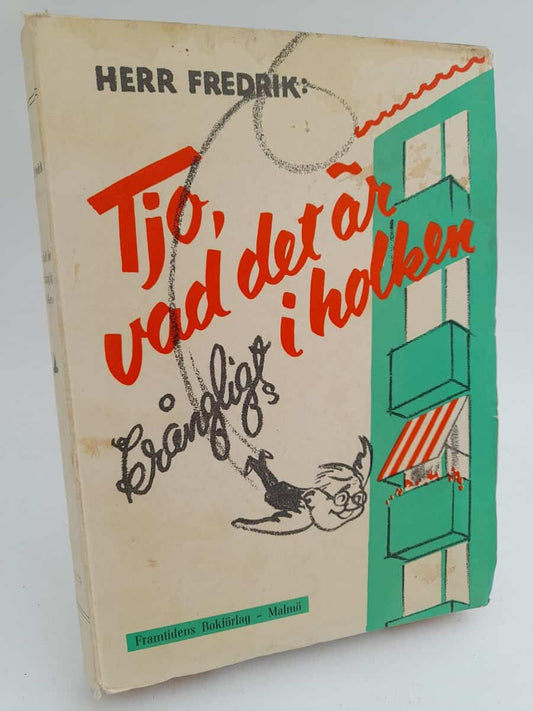 HERR FREDRIK:
Tjo,
vad det är
krångligt i holken
Framtidens Bokförlag – Malmö